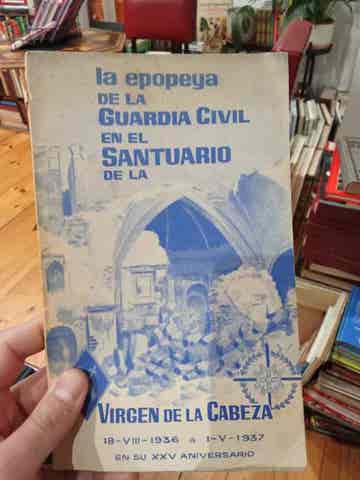 la epopeya
DE LA
GUARDIA CIVIL
EN EL
SANTUARIO
DE LA
VIRGEN DE LA CABEZA
18-VIII-1936 a 1-V-1937
EN SU XXV ANIVERSARIO